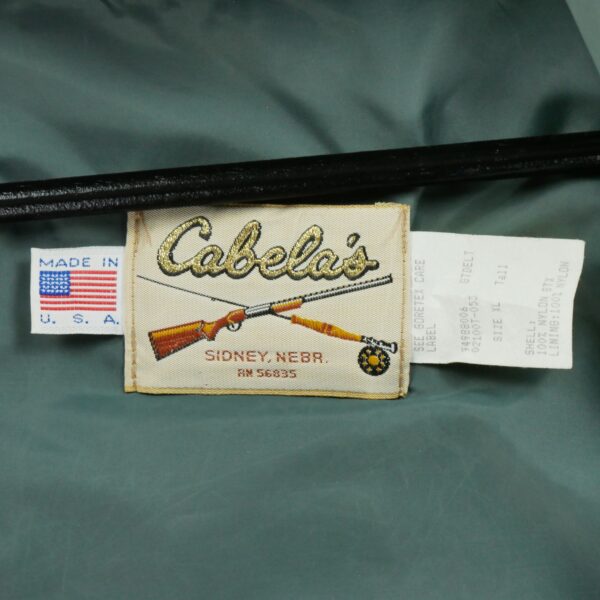 MADE IN
U. S. A.
Cabela's
SIDNEY, NEBR.
RN 56835
SEE GORETEX CARE
LABEL
GTDELT
SIZE XL Tall
SHELL:
100% NYLON
LINING:100% NYLON